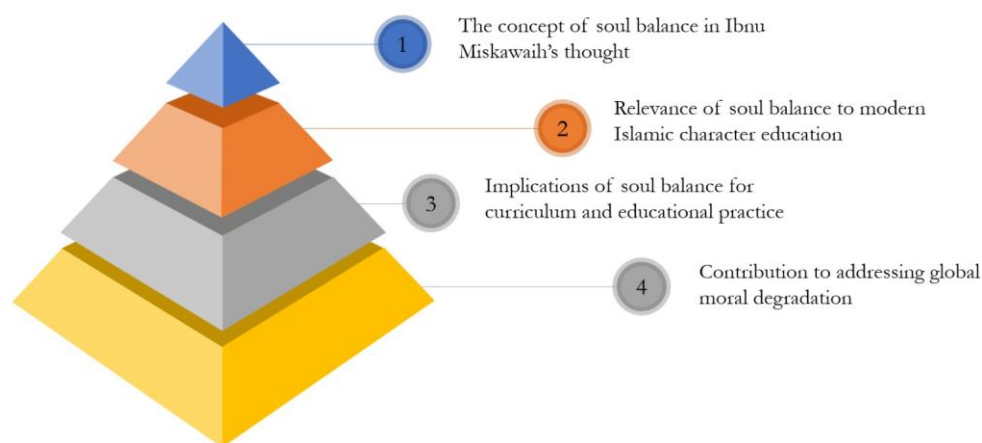 1
The concept of soul balance in Ibnu
Miskawaih's thought
2
Relevance of soul balance to modern
Islamic character education
3
Implications of soul balance for
curriculum and educational practice
4
Contribution to addressing global
moral degradation